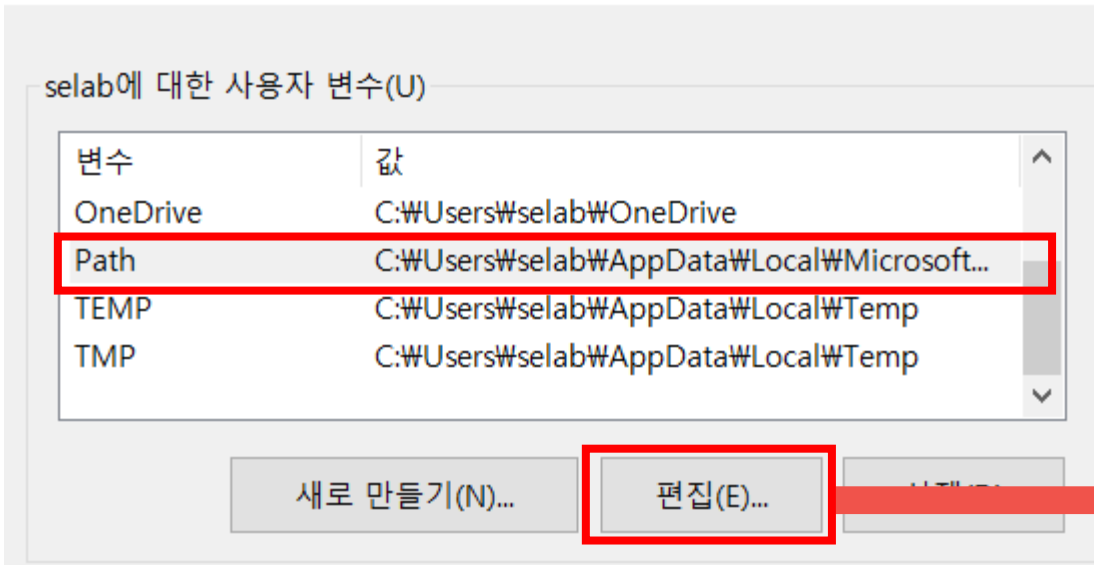 selab에 대한 사용자 변수(U)
변수 값
OneDrive C:₩Users₩selab₩OneDrive
Path C:₩Users₩selab₩AppData₩Local₩Microsoft...
TEMP C:₩Users₩selab₩AppData₩Local₩Temp
TMP C:₩Users₩selab₩AppData₩Local₩Temp
새로 만들기(N)... 편집(E)...